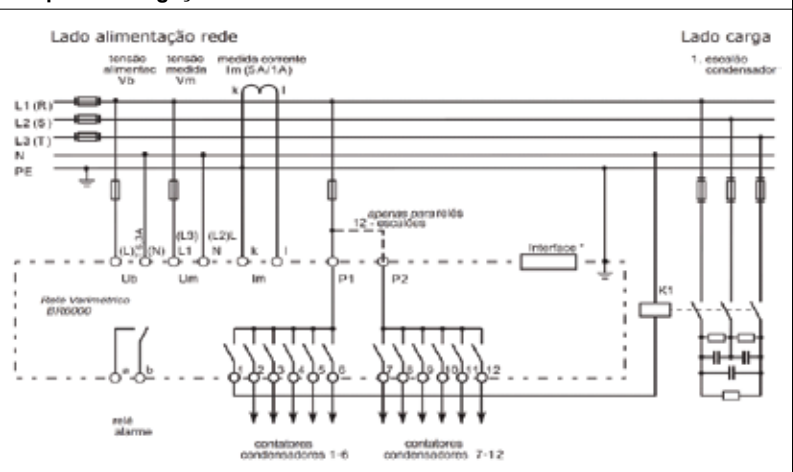 Lado alimentação rede
Lado carga
tensão alimentec Vb
tensão medida Vm
medida corrente Im (5A/1A)
1. escalão condensador
k
l
L1 (R)
L2 (S)
L3 (T)
N
PE
apenas para relés
12 - escalões
(L)
(N)
(L3)
L1
(L2)L
N
k
l
Interface *
Ub
Um
Im
P1
P2
K1
Relé Varimetrico
BR6000
1
2
3
4
5
6
7
8
9
10
11
12
a
b
relé
alarme
contatores
condensadores 1-6
contatores
condensadores 7-12